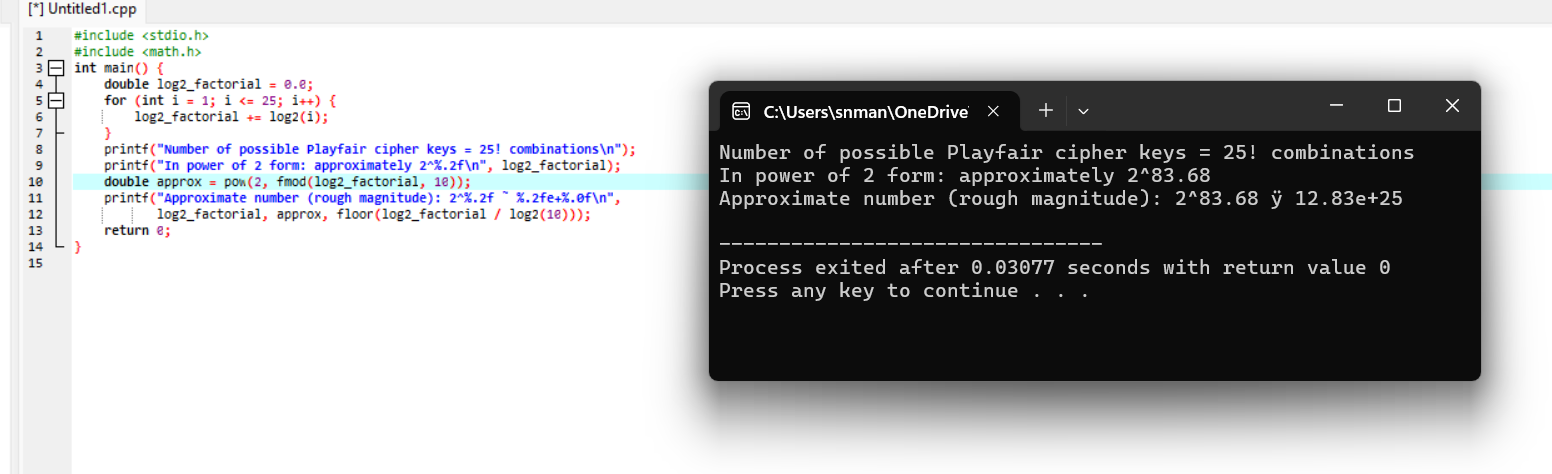 [*] Untitled1.cpp
1 #include <stdio.h>
2 #include <math.h>
3 int main() {
4 double log2_factorial = 0.0;
5 for (int i = 1; i <= 25; i++) {
6 log2_factorial += log2(i);
7 }
8 printf("Number of possible Playfair cipher keys = 25! combinations\n");
9 printf("In power of 2 form: approximately 2^%.2f\n", log2_factorial);
10 double approx = pow(2, fmod(log2_factorial, 10));
11 printf("Approximate number (rough magnitude): 2^%.2f ˜ %.2fe+%.0f\n",
12 log2_factorial, approx, floor(log2_factorial / log2(10)));
13 return 0;
14 }
15
C:\Users\snman\OneDrive
Number of possible Playfair cipher keys = 25! combinations
In power of 2 form: approximately 2^83.68
Approximate number (rough magnitude): 2^83.68 ÿ 12.83e+25
--------------------------------
Process exited after 0.03077 seconds with return value 0
Press any key to continue . . .